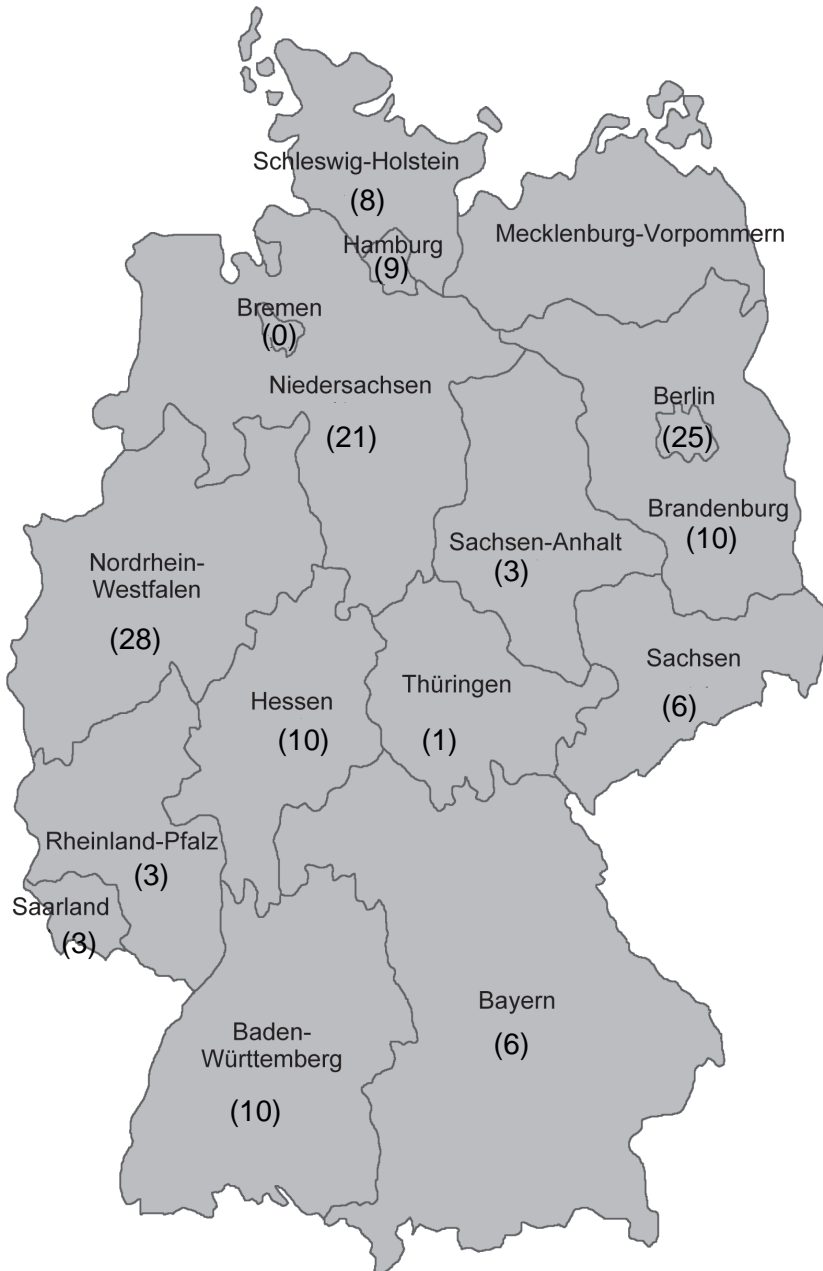 Schleswig-Holstein
(8)
Mecklenburg-Vorpommern
Hamburg
(9)
Bremen
(0)
Niedersachsen
(21)
Berlin
(25)
Brandenburg
(10)
Sachsen-Anhalt
(3)
Nordrhein-
Westfalen
(28)
Sachsen
(6)
Thüringen
(1)
Hessen
(10)
Rheinland-Pfalz
(3)
Saarland
(3)
Bayern
(6)
Baden-
Württemberg
(10)